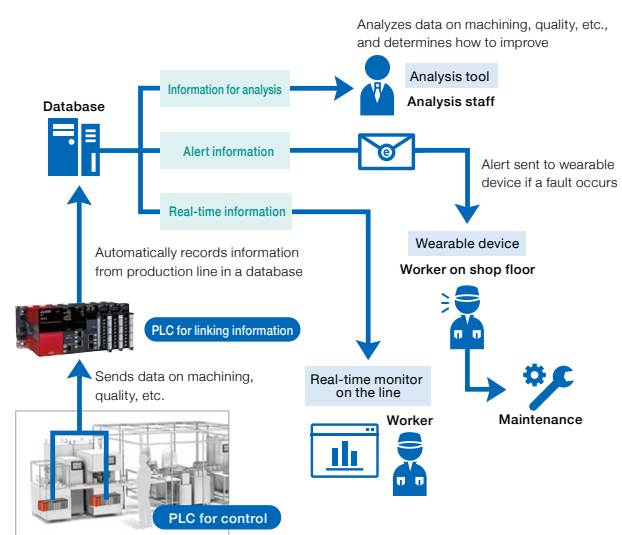 Analyzes data on machining, quality, etc.,
and determines how to improve
Analysis tool
Analysis staff
Database
Information for analysis
Alert information
e
Alert sent to wearable
device if a fault occurs
Real-time information
Wearable device
Worker on shop floor
Automatically records information
from production line in a database
PLC for linking information
Sends data on machining,
quality, etc.
Real-time monitor
on the line
Worker
Maintenance
PLC for control